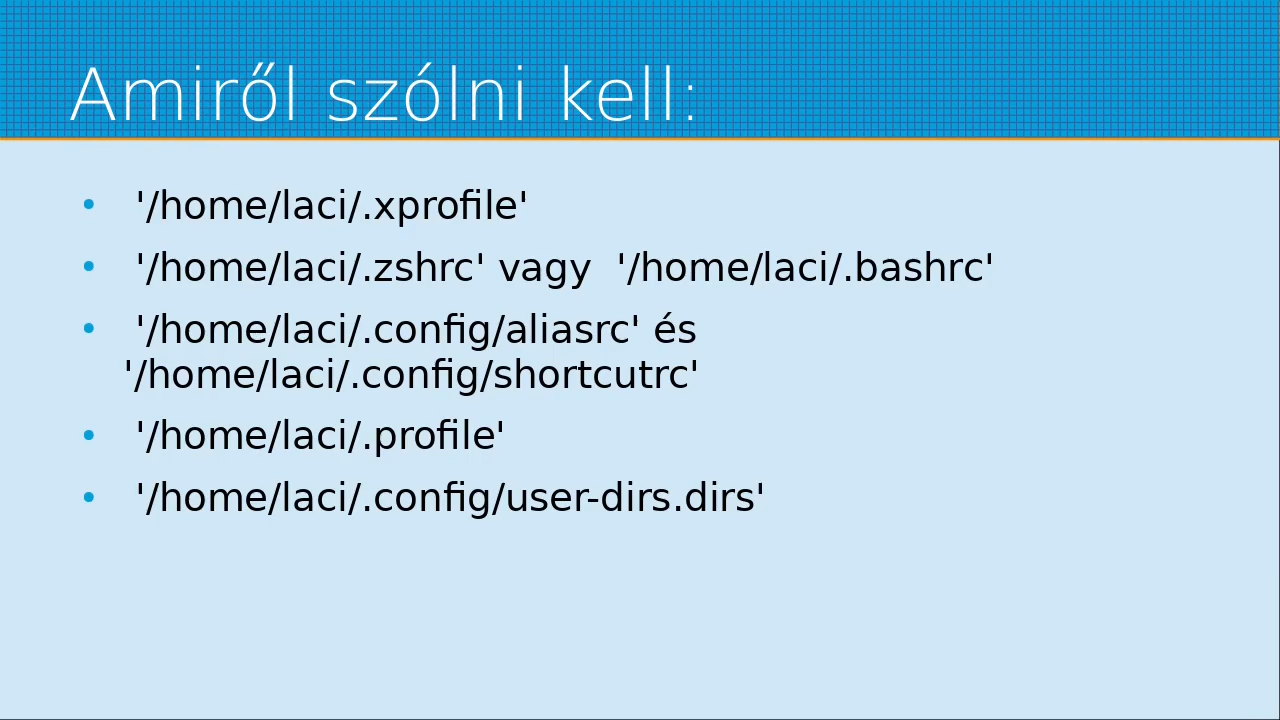 Amiről szólni kell:
• '/home/laci/.xprofile'
• '/home/laci/.zshrc' vagy  '/home/laci/.bashrc'
• '/home/laci/.config/aliasrc' és
'/home/laci/.config/shortcutrc'
• '/home/laci/.profile'
• '/home/laci/.config/user-dirs.dirs'